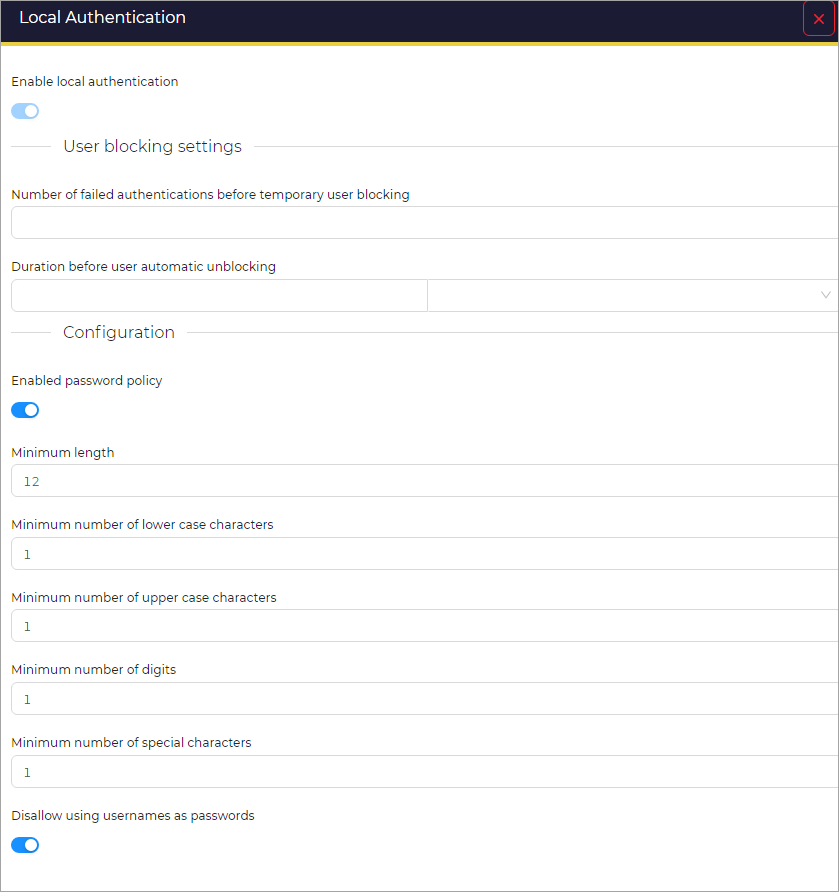 Local Authentication
Enable local authentication
User blocking settings
Number of failed authentications before temporary user blocking
Duration before user automatic unblocking
Configuration
Enabled password policy
Minimum length
12
Minimum number of lower case characters
1
Minimum number of upper case characters
1
Minimum number of digits
1
Minimum number of special characters
1
Disallow using usernames as passwords